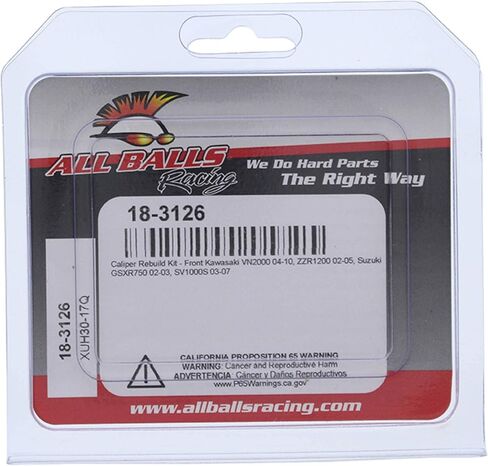 ALL BALLS
Racing
We Do Hard Parts
The Right Way
18-3126
Caliper Rebuild Kit - Front Kawasaki VN2000 04-10, ZZR1200 02-05, Suzuki
GSXR750 02-03, SV1000S 03-07
18-3126
XUH30-17Q
CALIFORNIA PROPOSITION 65 WARNING
WARNING: Cancer and Reproductive Harm
ADVERTENCIA: Cáncer y Daños Reproductivos
www.P65Warnings.ca.gov
www.allballsracing.com